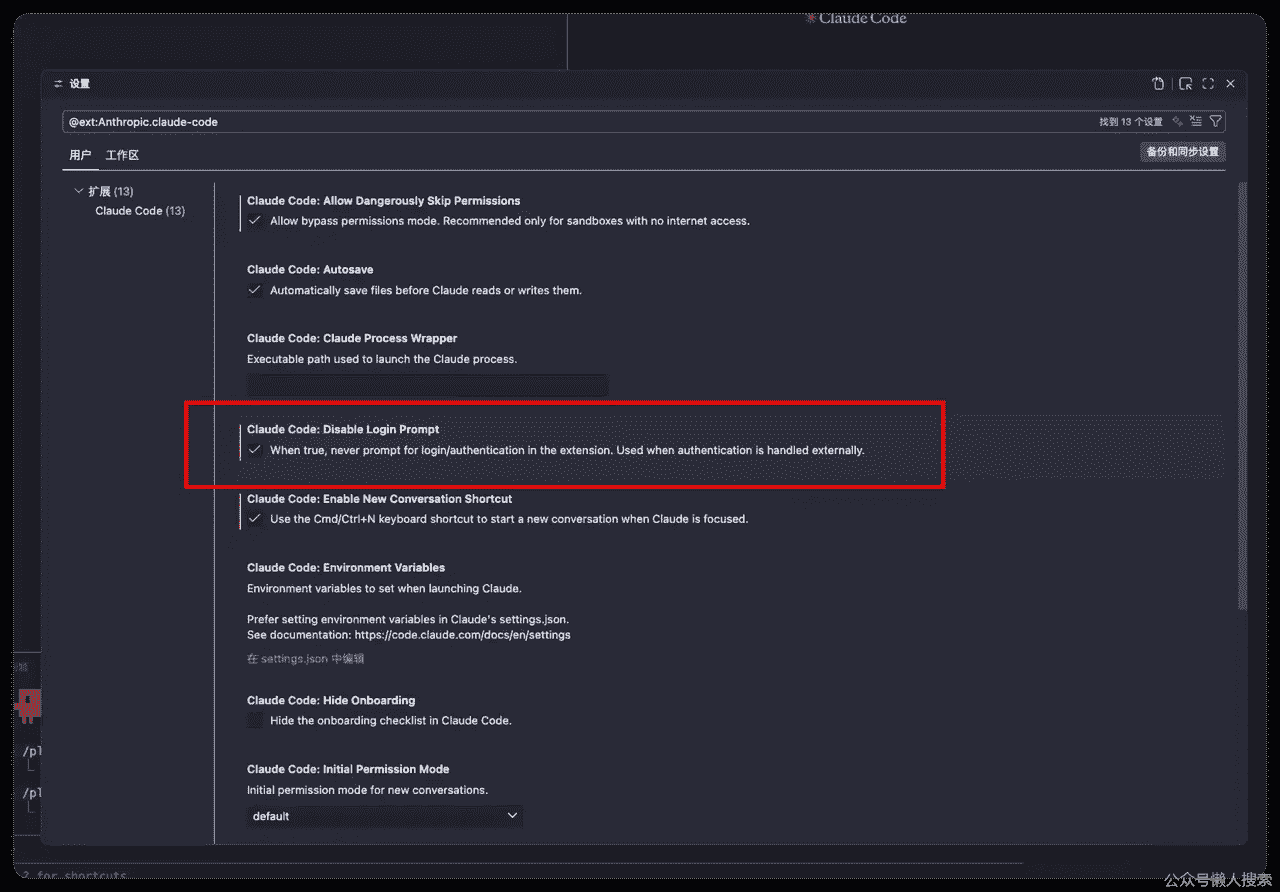 Claude Code
设置
@ext:Anthropic.claude-code
找到 13 个设置
用户 工作区
备份和同步设置
扩展 (13)
Claude Code (13)
Claude Code: Allow Dangerously Skip Permissions
Allow bypass permissions mode. Recommended only for sandboxes with no internet access.
Claude Code: Autosave
Automatically save files before Claude reads or writes them.
Claude Code: Claude Process Wrapper
Executable path used to launch the Claude process.
Claude Code: Disable Login Prompt
When true, never prompt for login/authentication in the extension. Used when authentication is handled externally.
Claude Code: Enable New Conversation Shortcut
Use the Cmd/Ctrl+N keyboard shortcut to start a new conversation when Claude is focused.
Claude Code: Environment Variables
Environment variables to set when launching Claude.
Prefer setting environment variables in Claude's settings.json.
See documentation: https://code.claude.com/docs/en/settings
在 settings.json 中编辑
Claude Code: Hide Onboarding
Hide the onboarding checklist in Claude Code.
Claude Code: Initial Permission Mode
Initial permission mode for new conversations.
default
/pl
/pl
? for shortcuts
公众号懒人搜索